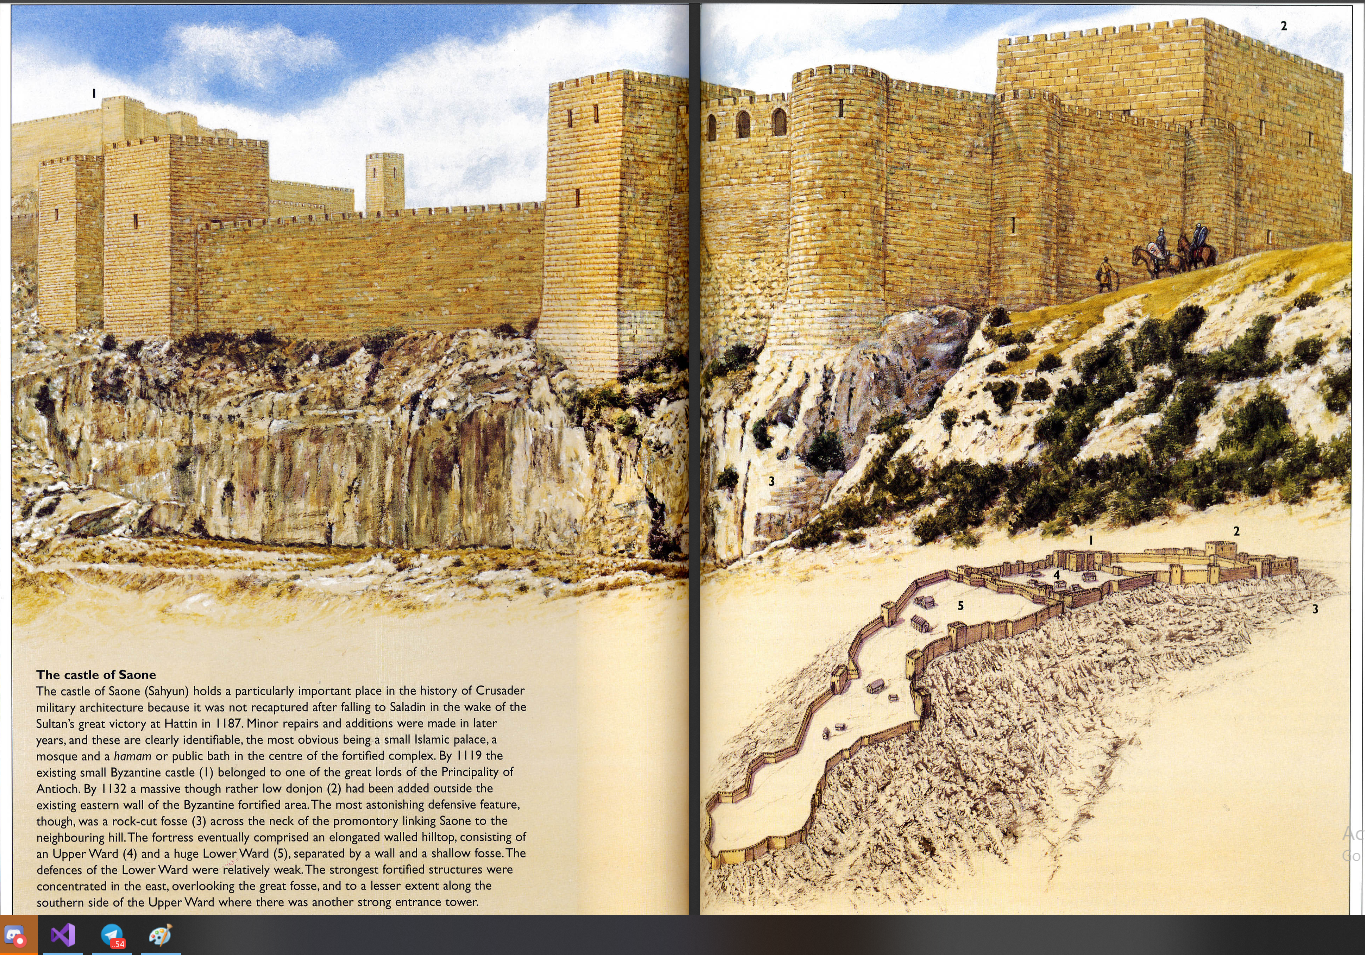 1
2
3
1
2
3
4
5
The castle of Saone
The castle of Saone (Sahyun) holds a particularly important place in the history of Crusader
military architecture because it was not recaptured after falling to Saladin in the wake of the
Sultan's great victory at Hattin in 1187. Minor repairs and additions were made in later
years, and these are clearly identifiable, the most obvious being a small Islamic palace, a
mosque and a hamam or public bath in the centre of the fortified complex. By 1119 the
existing small Byzantine castle (1) belonged to one of the great lords of the Principality of
Antioch. By 1132 a massive though rather low donjon (2) had been added outside the
existing eastern wall of the Byzantine fortified area. The most astonishing defensive feature,
though, was a rock-cut fosse (3) across the neck of the promontory linking Saone to the
neighbouring hill. The fortress eventually comprised an elongated walled hilltop, consisting of
an Upper Ward (4) and a huge Lower Ward (5), separated by a wall and a shallow fosse. The
defences of the Lower Ward were relatively weak. The strongest fortified structures were
concentrated in the east, overlooking the great fosse, and to a lesser extent along the
southern side of the Upper Ward where there was another strong entrance tower.
54